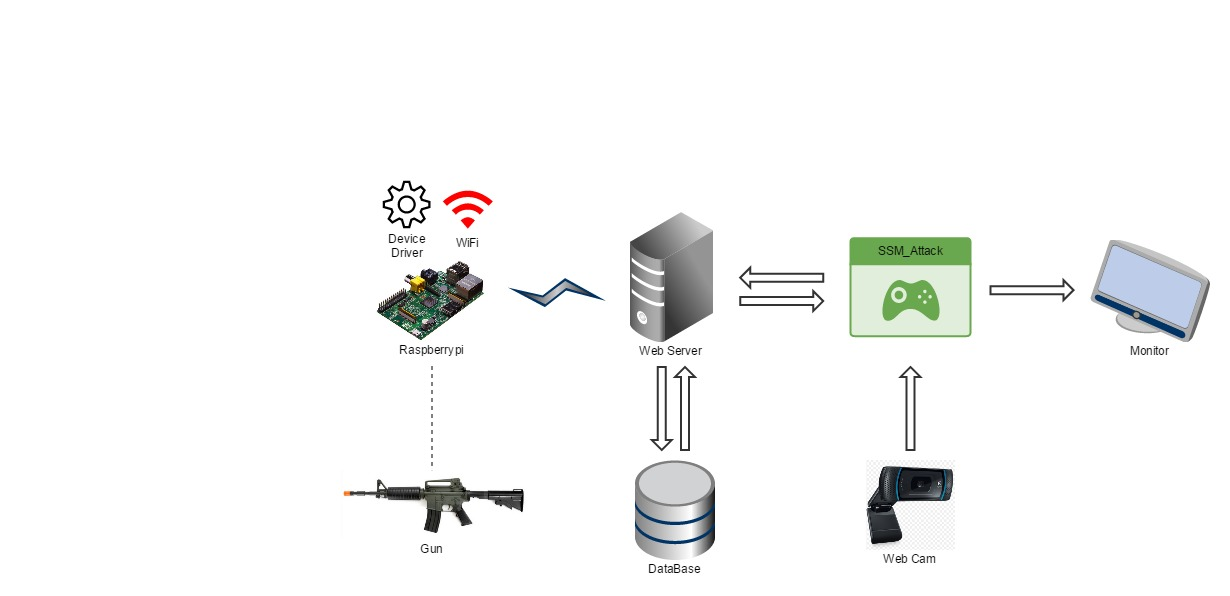 Device
Driver
WiFi
SSM_Attack
Raspberrypi
Web Server
Monitor
Gun
DataBase
Web Cam